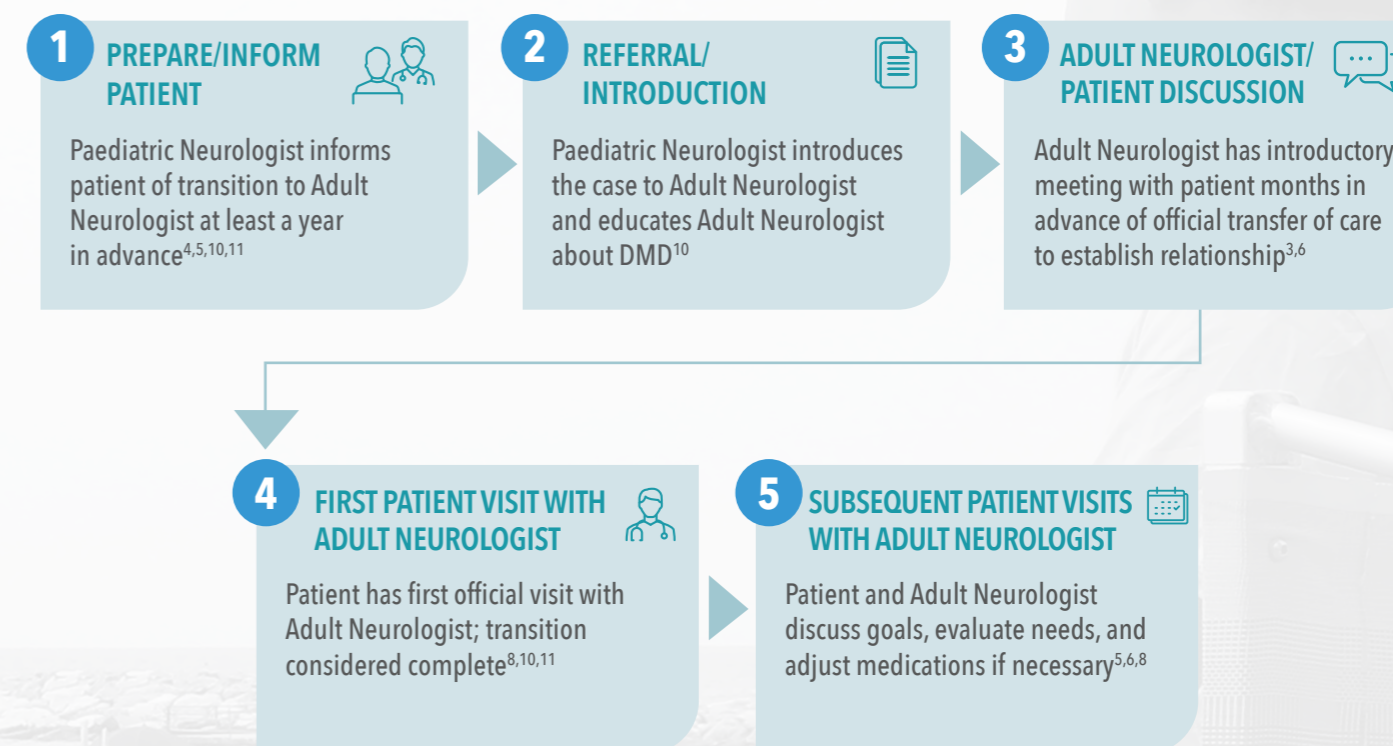 1
PREPARE/INFORM
PATIENT
Paediatric Neurologist informs
patient of transition to Adult
Neurologist at least a year
in advance4,5,10,11
2
REFERRAL/
INTRODUCTION
Paediatric Neurologist introduces
the case to Adult Neurologist
and educates Adult Neurologist
about DMD10
3
ADULT NEUROLOGIST/
PATIENT DISCUSSION
Adult Neurologist has introductory
meeting with patient months in
advance of official transfer of care
to establish relationship3,6
4
FIRST PATIENT VISIT WITH
ADULT NEUROLOGIST
Patient has first official visit with
Adult Neurologist; transition
considered complete8,10,11
5
SUBSEQUENT PATIENT VISITS
WITH ADULT NEUROLOGIST
Patient and Adult Neurologist
discuss goals, evaluate needs, and
adjust medications if necessary5,6,8